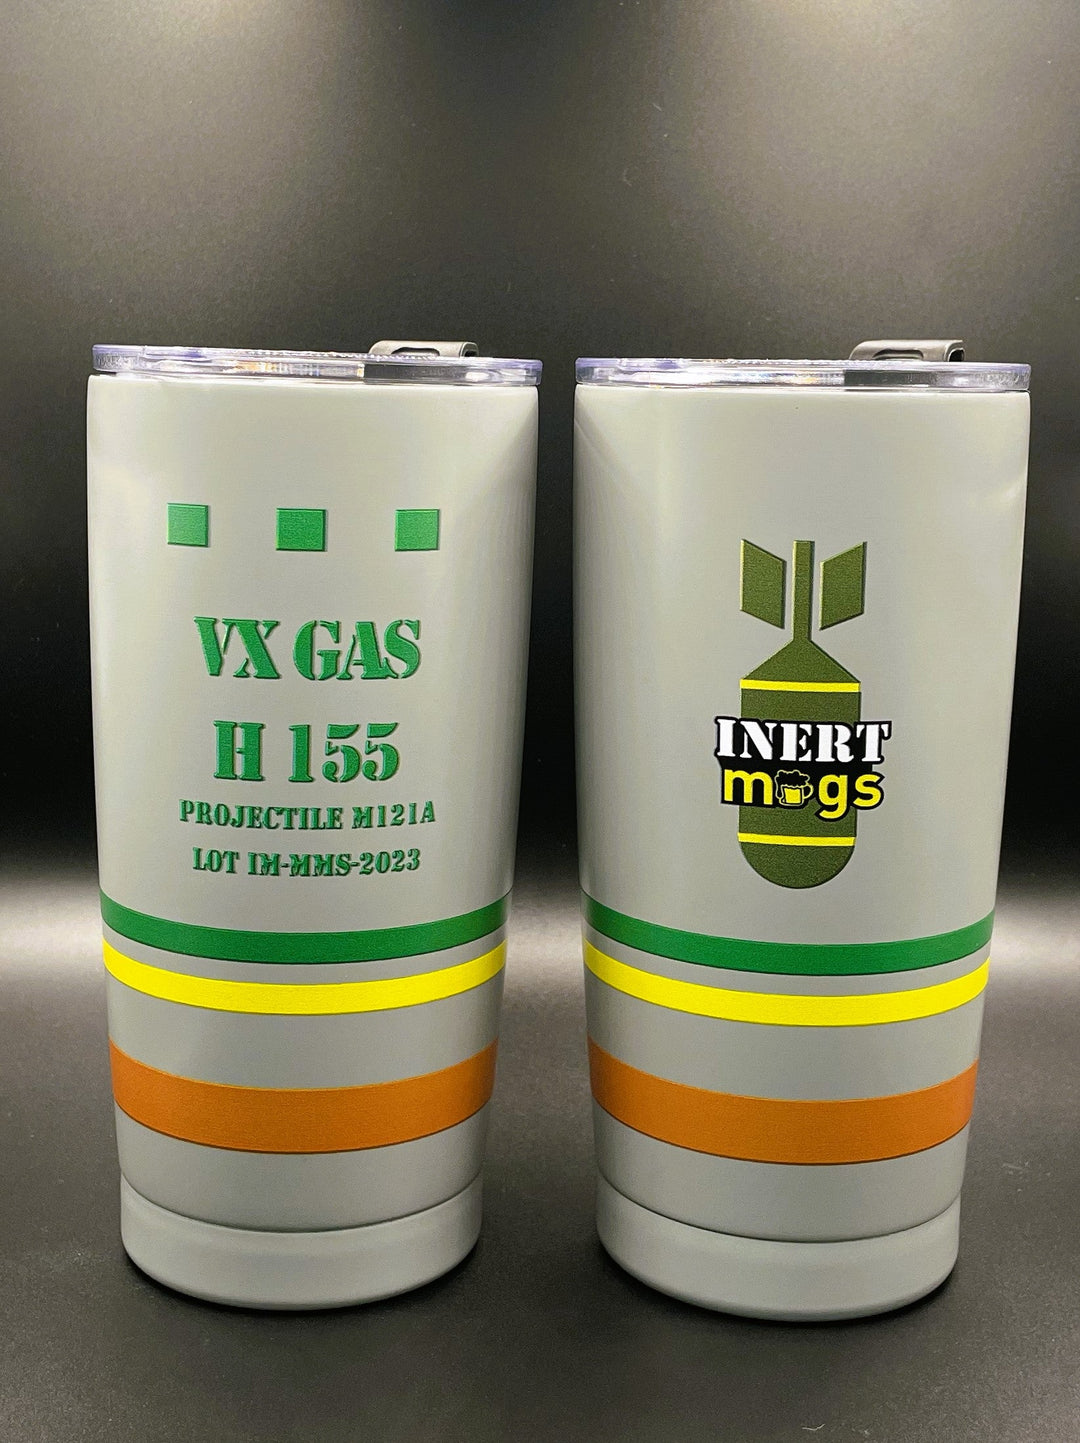 VX GAS
H 155
PROJECTILE M121A
LOT IM-MMS-2023
INERT
mugs